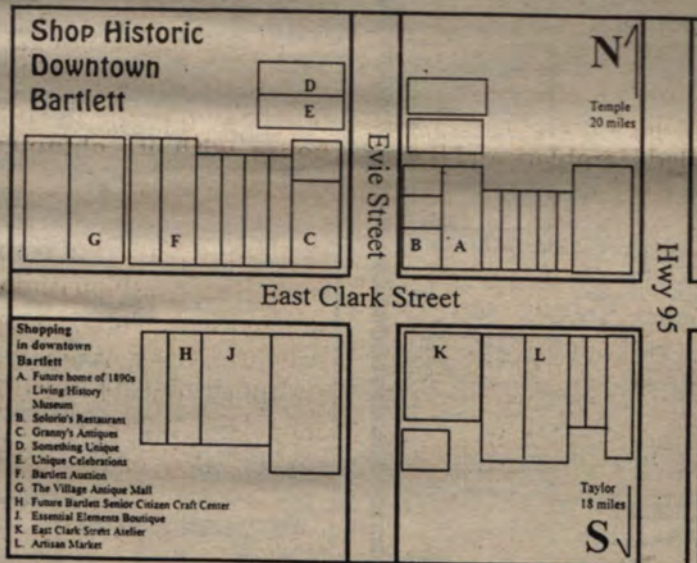 Shop Historic
Downtown
Bartlett
D
E
G
F
C
Evie Street
B
A
N
Temple
20 miles
Hwy 95
East Clark Street
Shopping
in downtown
Bartlett
A. Future home of 1890s
Living History
Museum
B. Solorio's Restaurant
C. Granny's Antiques
D. Something Unique
E. Unique Celebrations
F. Bartlett Auction
G. The Village Antique Mall
H. Future Bartlett Senior Citizen Craft Center
J. Essential Elements Boutique
K. East Clark Street Atelier
L. Artisan Market
H
J
K
L
Taylor
18 miles
S